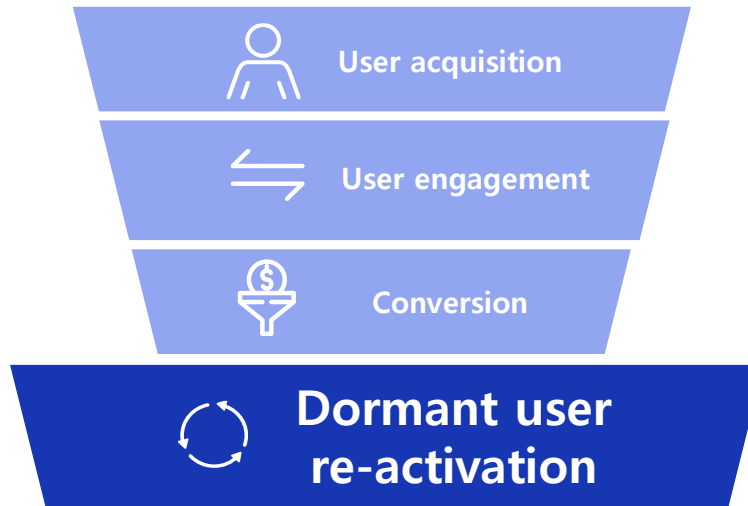 User acquisition
User engagement
$
Conversion
Dormant user
re-activation